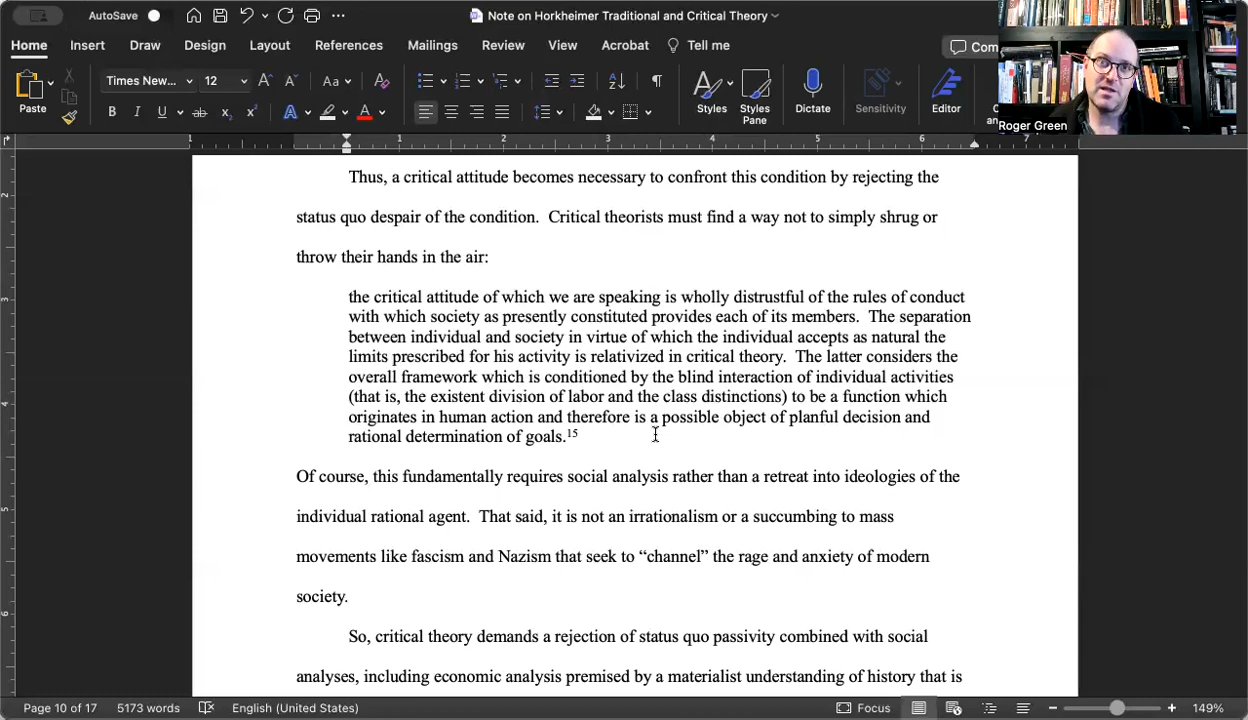 AutoSave
Note on Horkheimer Traditional and Critical Theory
Home Insert Draw Design Layout References Mailings Review View Acrobat Tell me
Times New... 12 Aa
Paste
B I U ab x x A A
Styles Styles Pane Dictate Sensitivity Editor
Roger Green
1 1 2 3 4 5 6 7
Thus, a critical attitude becomes necessary to confront this condition by rejecting the
status quo despair of the condition. Critical theorists must find a way not to simply shrug or
throw their hands in the air:
the critical attitude of which we are speaking is wholly distrustful of the rules of conduct
with which society as presently constituted provides each of its members. The separation
between individual and society in virtue of which the individual accepts as natural the
limits prescribed for his activity is relativized in critical theory. The latter considers the
overall framework which is conditioned by the blind interaction of individual activities
(that is, the existent division of labor and the class distinctions) to be a function which
originates in human action and therefore is a possible object of planful decision and
rational determination of goals.15
Of course, this fundamentally requires social analysis rather than a retreat into ideologies of the
individual rational agent. That said, it is not an irrationalism or a succumbing to mass
movements like fascism and Nazism that seek to “channel” the rage and anxiety of modern
society.
So, critical theory demands a rejection of status quo passivity combined with social
analyses, including economic analysis premised by a materialist understanding of history that is
Page 10 of 17 5173 words English (United States) Focus 149%